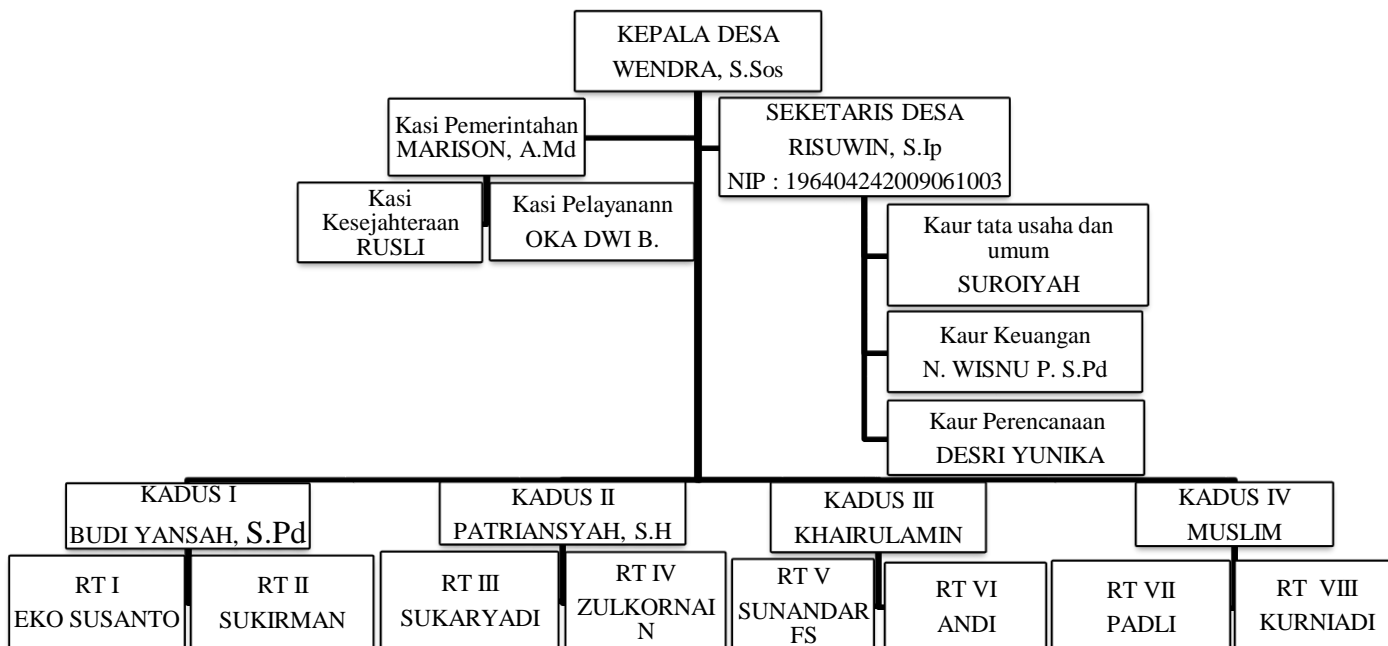 KEPALA DESA
WENDRA, S.Sos
Kasi Pemerintahan
MARISON, A.Md
SEKETARIS DESA
RISUWIN, S.Ip
NIP : 196404242009061003
Kasi
Kesejahteraan
RUSLI
Kasi Pelayanann
OKA DWI B.
Kaur tata usaha dan
umum
SUROIYAH
Kaur Keuangan
N. WISNU P. S.Pd
Kaur Perencanaan
DESRI YUNIKA
KADUS I
BUDI YANSAH, S.Pd
KADUS II
PATRIANSYAH, S.H
KADUS III
KHAIRULAMIN
KADUS IV
MUSLIM
RT I
EKO SUSANTO
RT II
SUKIRMAN
RT III
SUKARYADI
RT IV
ZULKORNAI
N
RT V
SUNANDAR
FS
RT VI
ANDI
RT VII
PADLI
RT VIII
KURNIADI